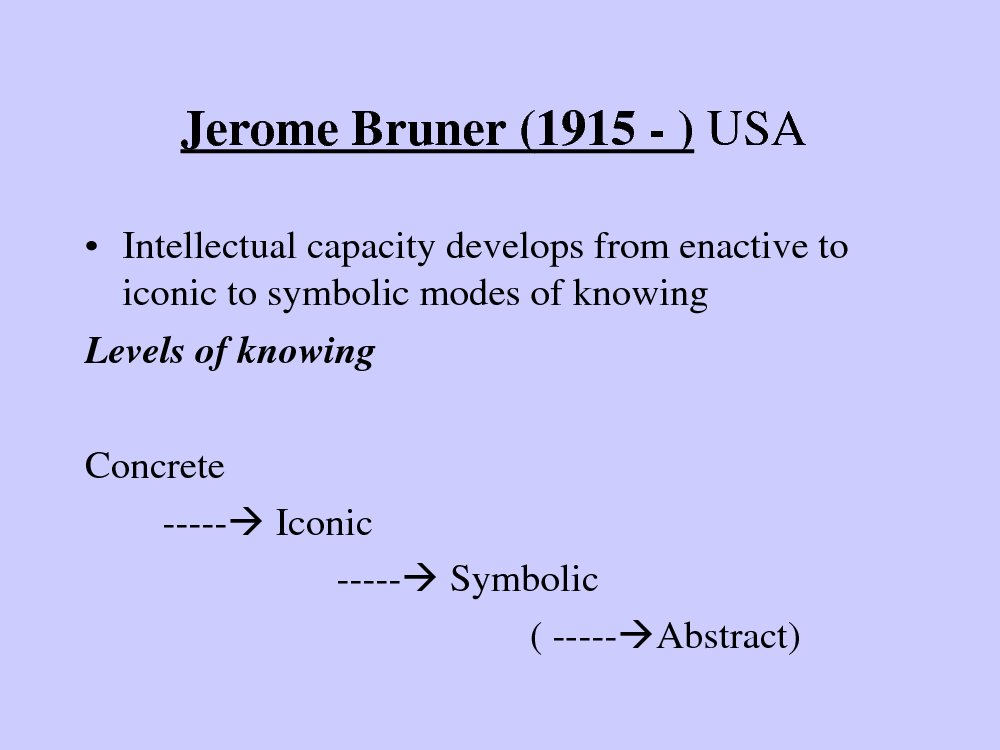 Jerome Bruner (1915 - ) USA
• Intellectual capacity develops from enactive to
iconic to symbolic modes of knowing
Levels of knowing
Concrete
-----→ Iconic
-----→ Symbolic
( -----→Abstract)